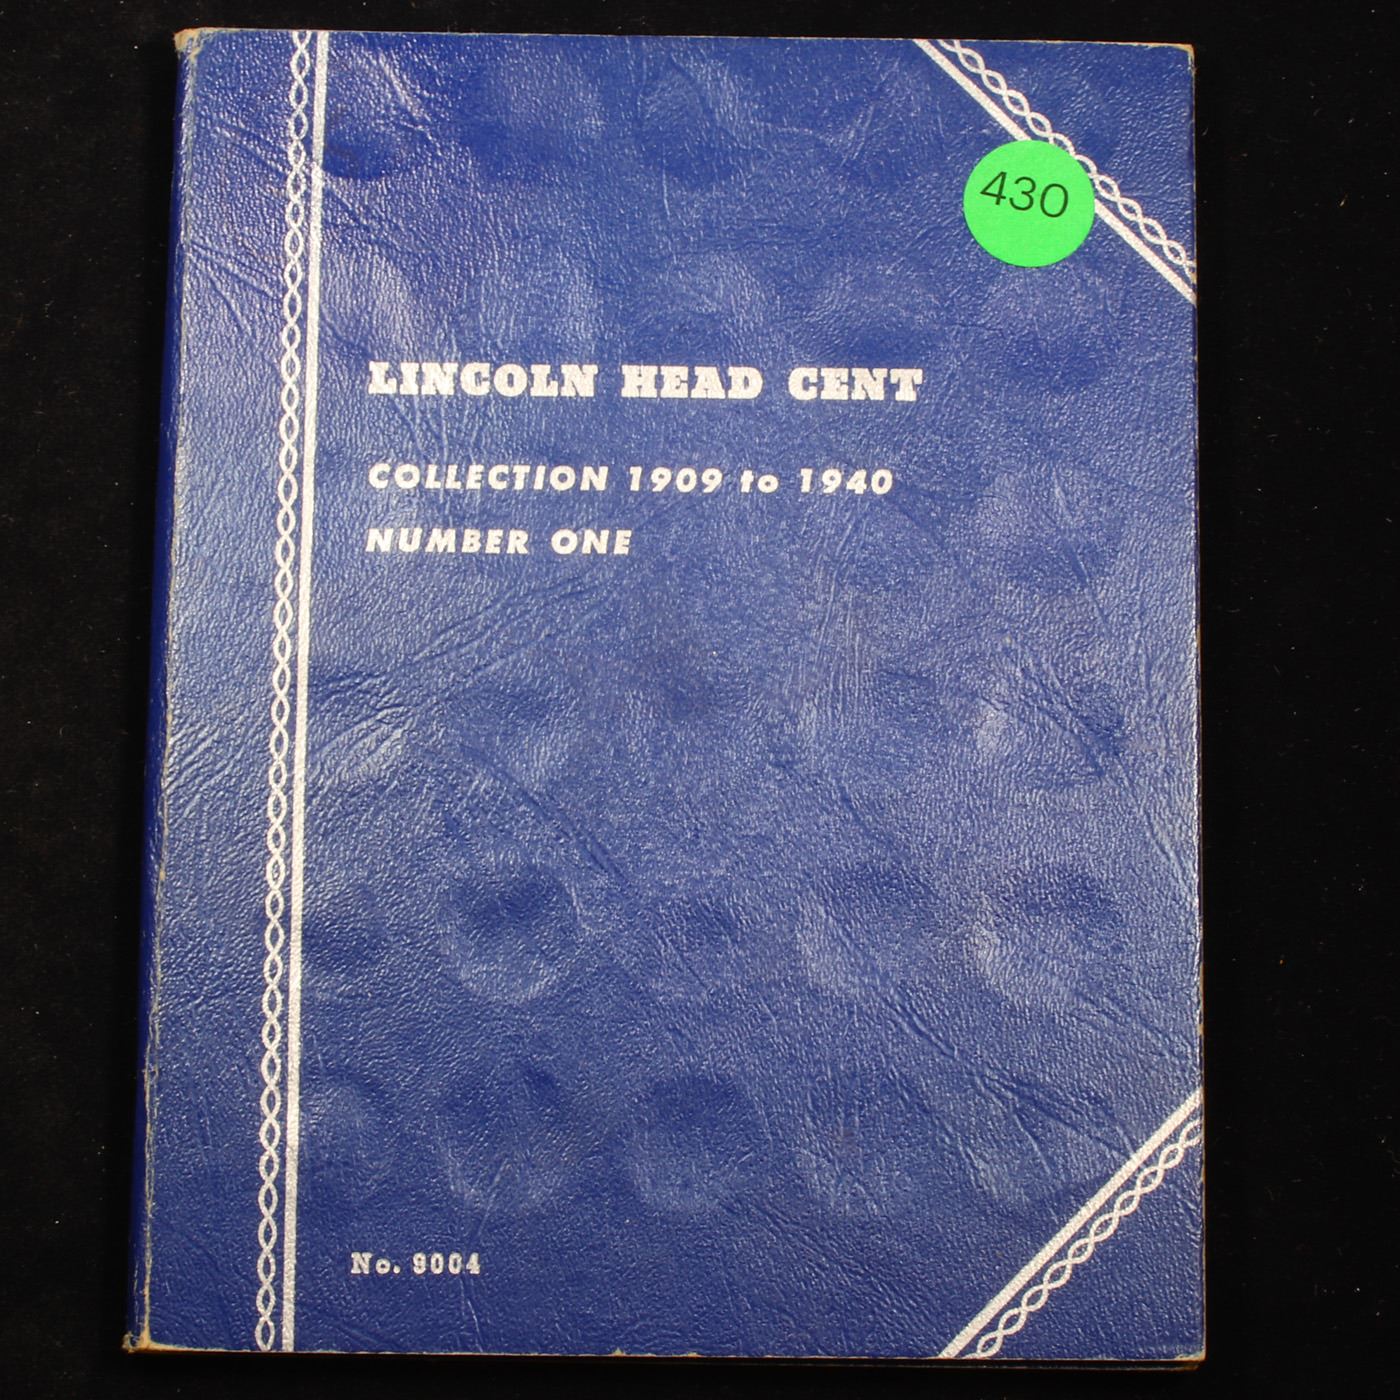 430
LINCOLN HEAD CENT
COLLECTION 1909 to 1940
NUMBER ONE
No. 9004